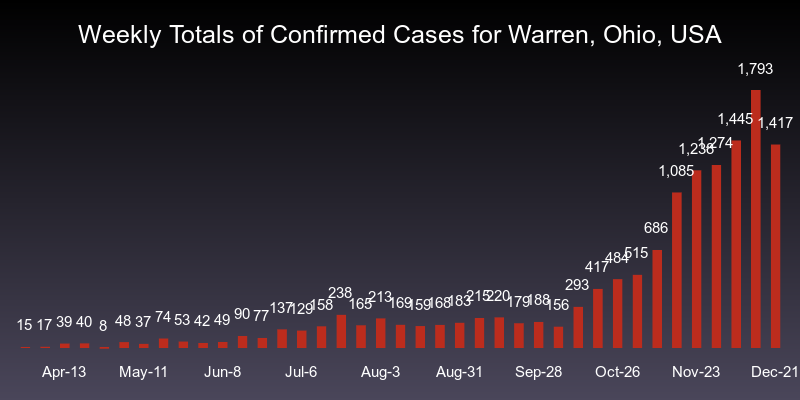 Weekly Totals of Confirmed Cases for Warren, Ohio, USA
15 17 39 40 8 48 37 74 53 42 49 90 77 137 129 158 238 165 213 169 159 168 183 215 220 179 188 156 293 417 484 515 686 1,085 1,238 1,274 1,445 1,793 1,417
Apr-13 May-11 Jun-8 Jul-6 Aug-3 Aug-31 Sep-28 Oct-26 Nov-23 Dec-21